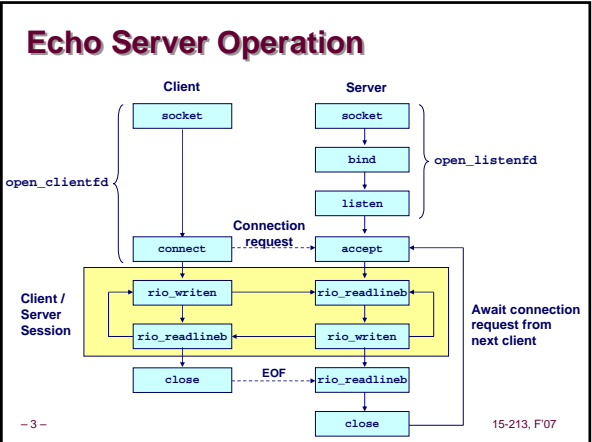 Echo Server Operation
Client
Server
socket
socket
open_clientfd
bind
open_listenfd
listen
Connection
request
connect
accept
Client /
Server
Session
rio_writen
rio_readlineb
rio_readlineb
rio_writen
Await connection
request from
next client
close
EOF
rio_readlineb
close
– 3 –
15-213, F'07